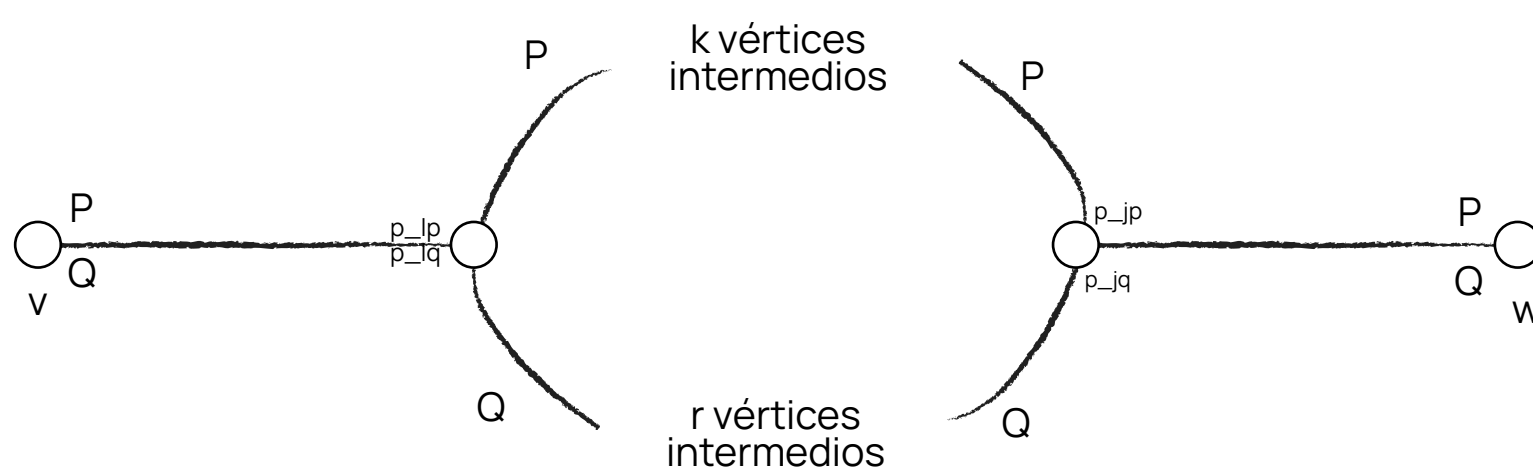 k vértices
intermedios
P
P
P
P
p_lp
p_jp
p_lq
Q
p_jq
Q
v
w
Q
Q
r vértices
intermedios